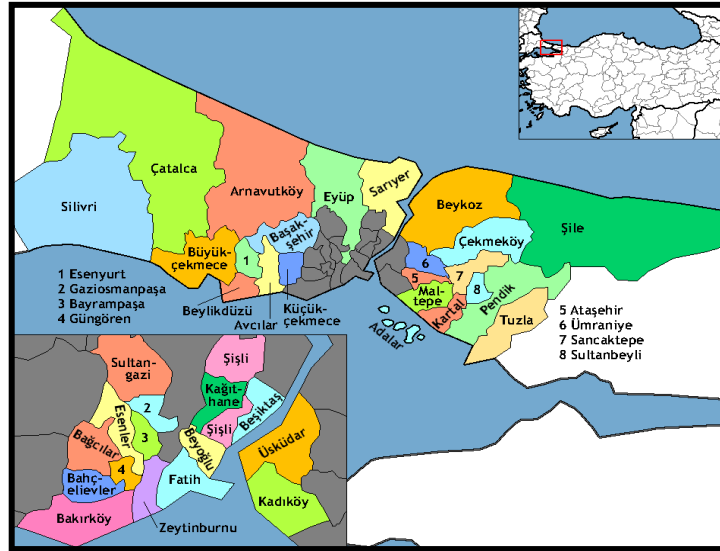 Silivri
Çatalca
Arnavutköy
Eyüp
Sarıyer
Büyük-
çekmece
Başak-
şehir
1
Beylikdüzü
Avcılar
Küçük-
çekmece
Beykoz
Şile
Çekmeköy
6
7
5
8
Mal-
tepe
Kartal
Pendik
Tuzla
Adalar
1 Esenyurt
2 Gaziosmanpaşa
3 Bayrampaşa
4 Güngören
5 Ataşehir
6 Ümraniye
7 Sancaktepe
8 Sultanbeyli
Sultan-
gazi
Şişli
Kağıt-
hane
Beşiktaş
Şişli
Esenler
2
3
Bağcılar
4
Beyoğlu
Üsküdar
Bahç-
elievler
Fatih
Kadıköy
Bakırköy
Zeytinburnu